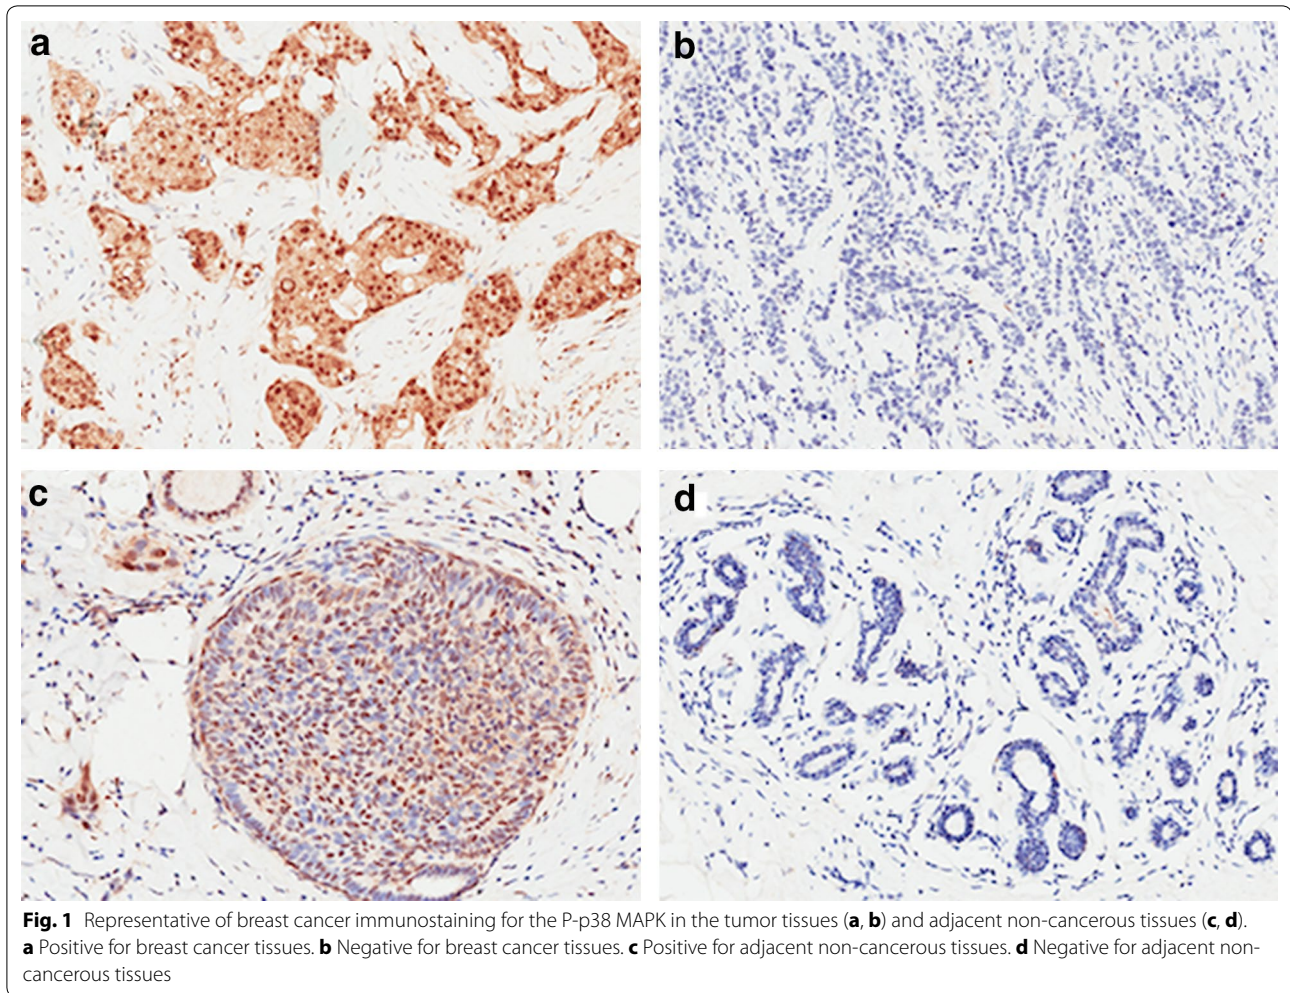 a
b
c
d
Fig. 1 Representative of breast cancer immunostaining for the P-p38 MAPK in the tumor tissues (a, b) and adjacent non-cancerous tissues (c, d).
a Positive for breast cancer tissues. b Negative for breast cancer tissues. c Positive for adjacent non-cancerous tissues. d Negative for adjacent non-
cancerous tissues